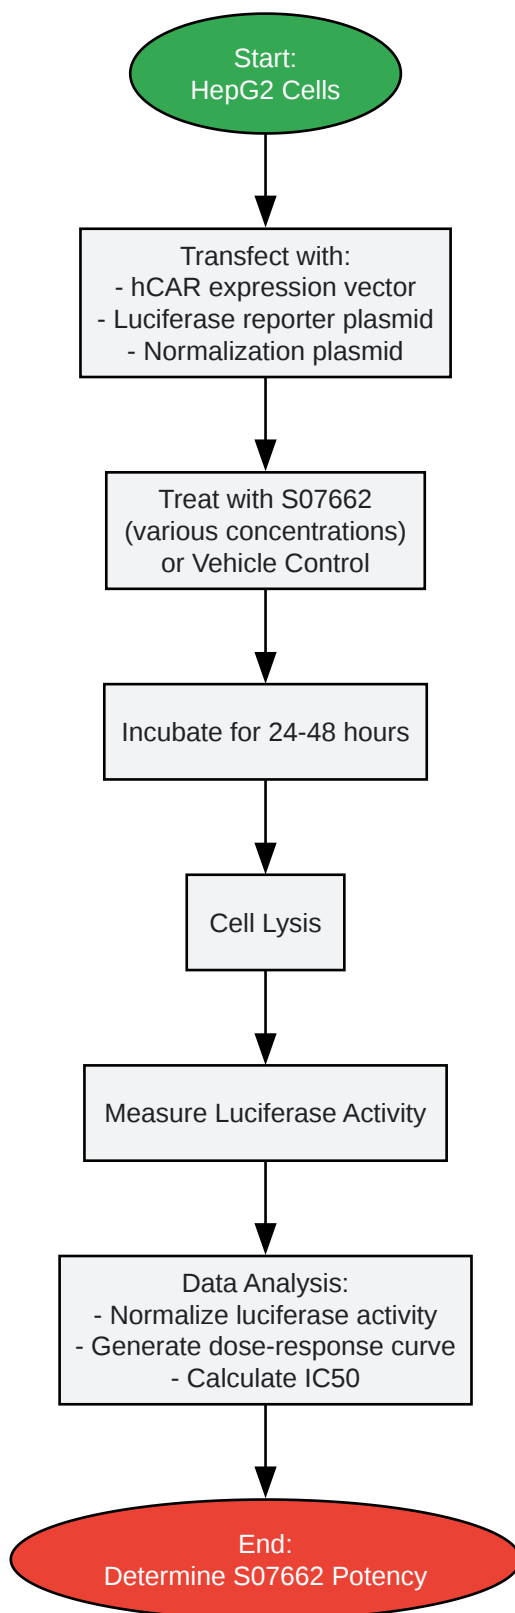 Start:
HepG2 Cells
Transfect with:
- hCAR expression vector
- Luciferase reporter plasmid
- Normalization plasmid
Treat with S07662
(various concentrations)
or Vehicle Control
Incubate for 24-48 hours
Cell Lysis
Measure Luciferase Activity
Data Analysis:
- Normalize luciferase activity
- Generate dose-response curve
- Calculate IC50
End:
Determine S07662 Potency